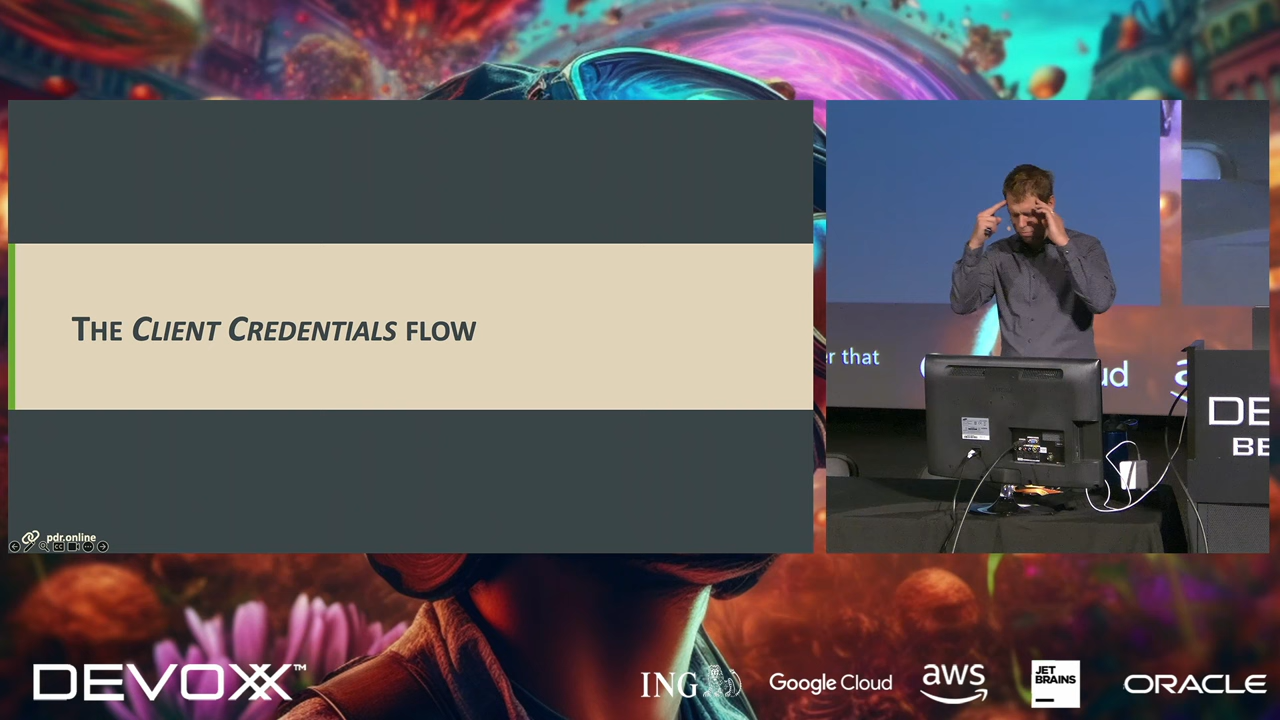 The Client Credentials flow
pdr.online
r that
ud
a
DE
BE
DEVOXX™
ING
Google Cloud
aws
JET
BRAINS
ORACLE